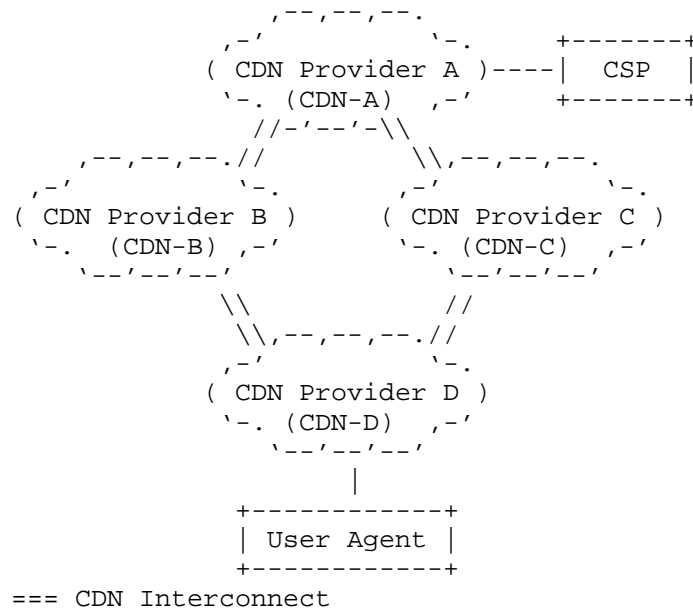 CDN Provider A CSP
(CDN-A)
CDN Provider B CDN Provider C
(CDN-B) (CDN-C)
CDN Provider D
(CDN-D)
User Agent
=== CDN Interconnect